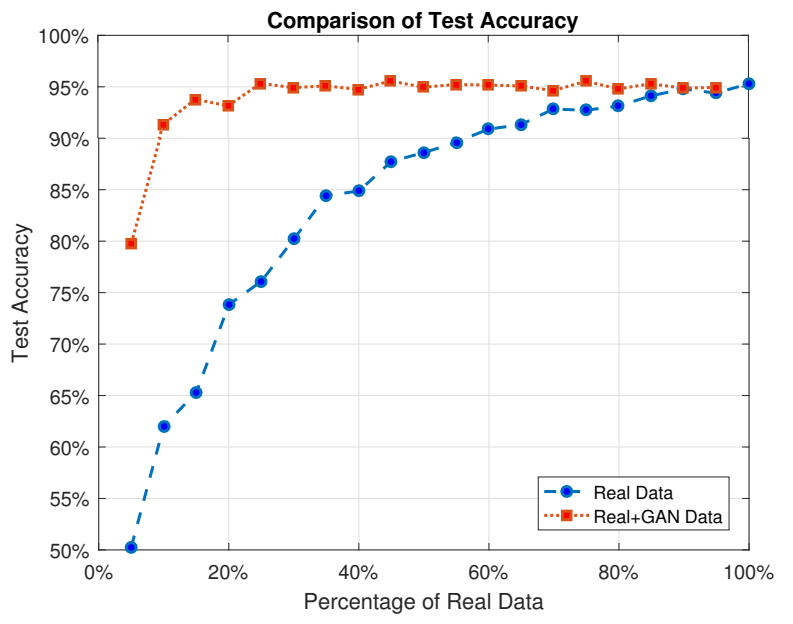 Comparison of Test Accuracy
100%
95%
90%
85%
80%
75%
70%
65%
60%
55%
50%
Test Accuracy
Real Data
Real+GAN Data
0% 20% 40% 60% 80% 100%
Percentage of Real Data